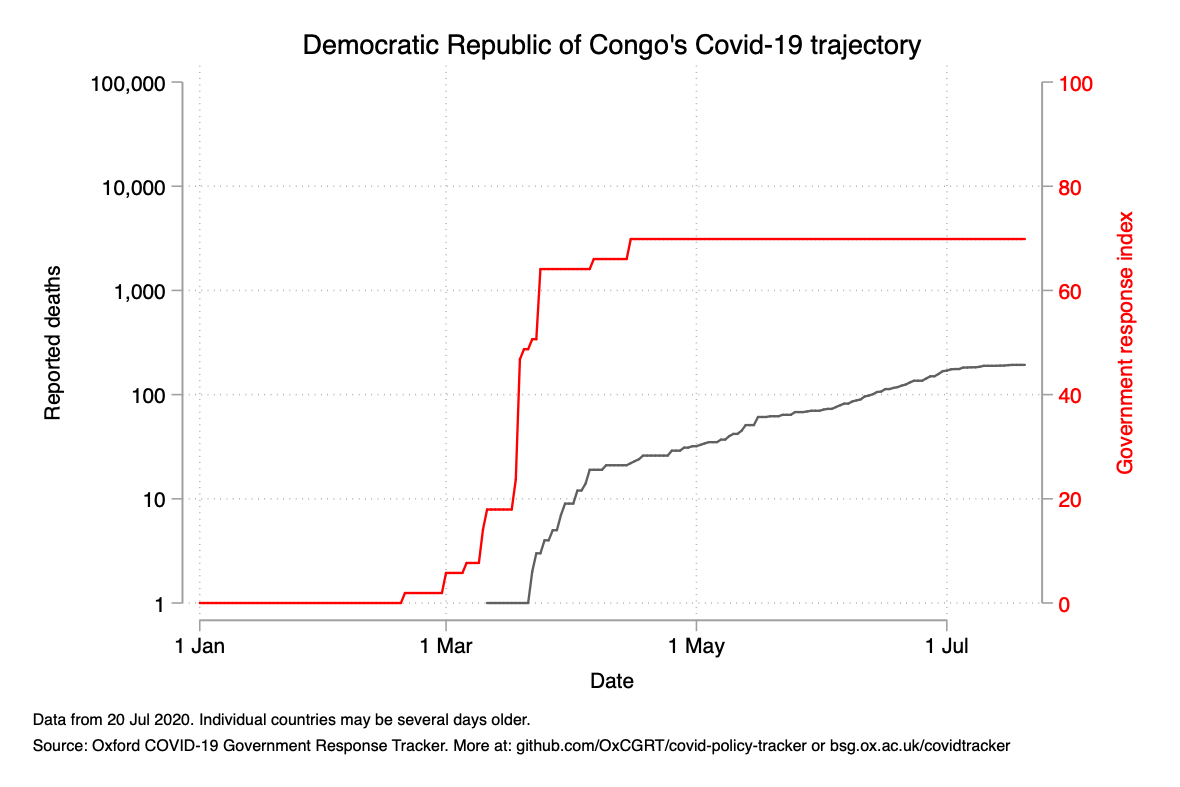 Democratic Republic of Congo's Covid-19 trajectory
100,000
10,000
1,000
100
10
1
Reported deaths
100
80
60
40
20
0
Government response index
1 Jan
1 Mar
1 May
1 Jul
Date
Data from 20 Jul 2020. Individual countries may be several days older.
Source: Oxford COVID-19 Government Response Tracker. More at: github.com/OxCGRT/covid-policy-tracker or bsg.ox.ac.uk/covidtracker